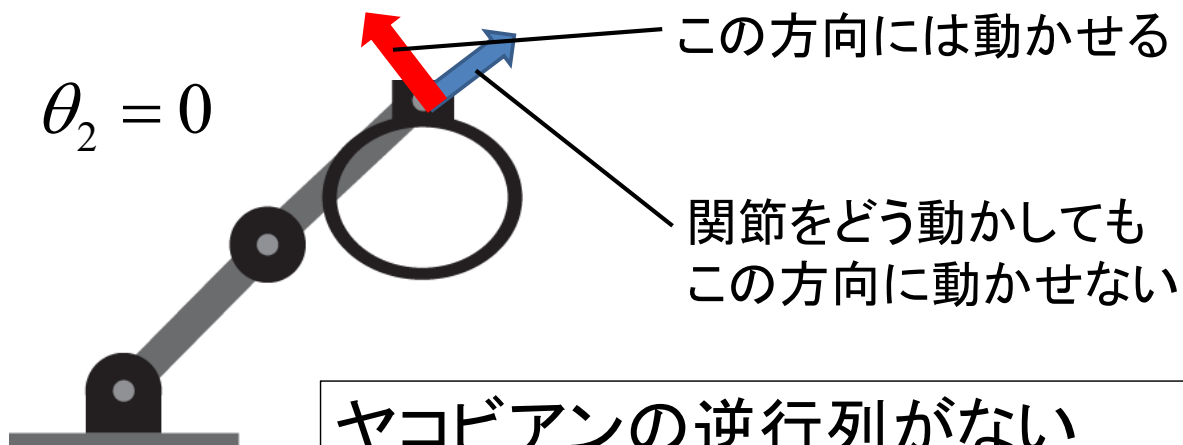 この方向には動かせる
θ₂ = 0
関節をどう動かしても
この方向に動かせない
ヤコビアンの逆行列がない